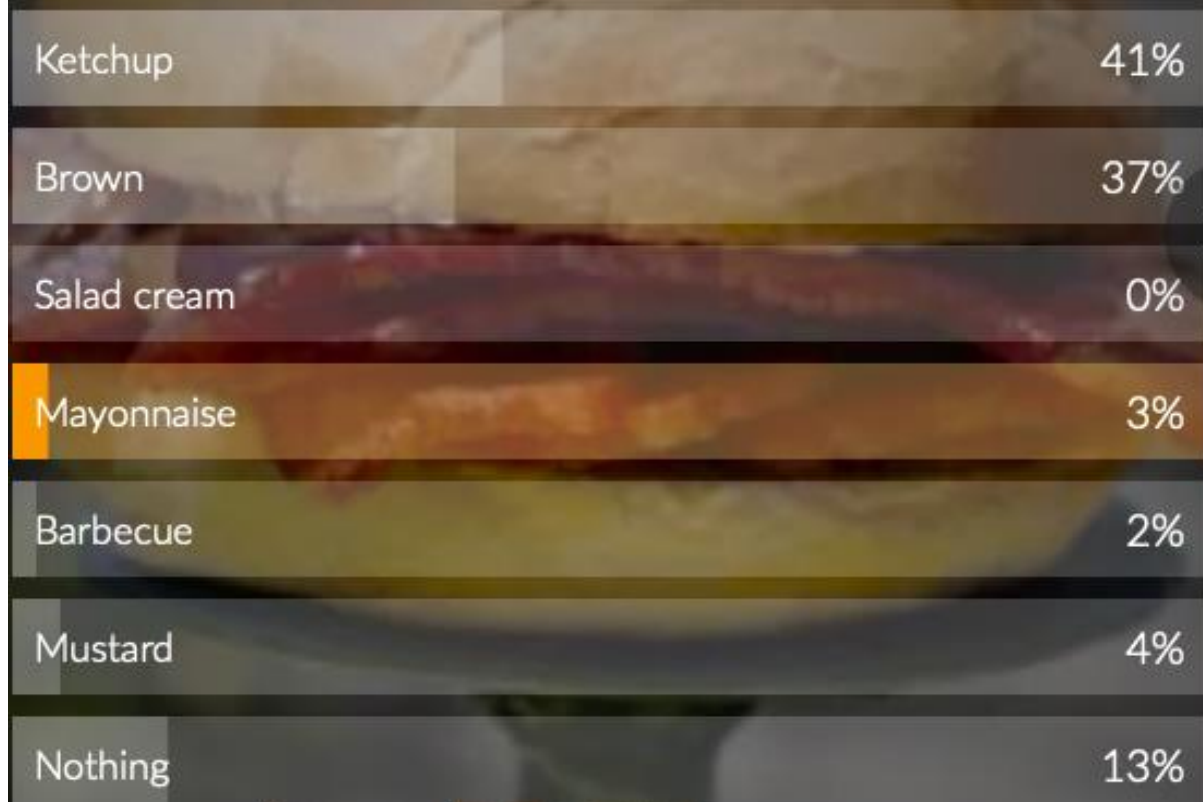 Ketchup 41%
Brown 37%
Salad cream 0%
Mayonnaise 3%
Barbecue 2%
Mustard 4%
Nothing 13%